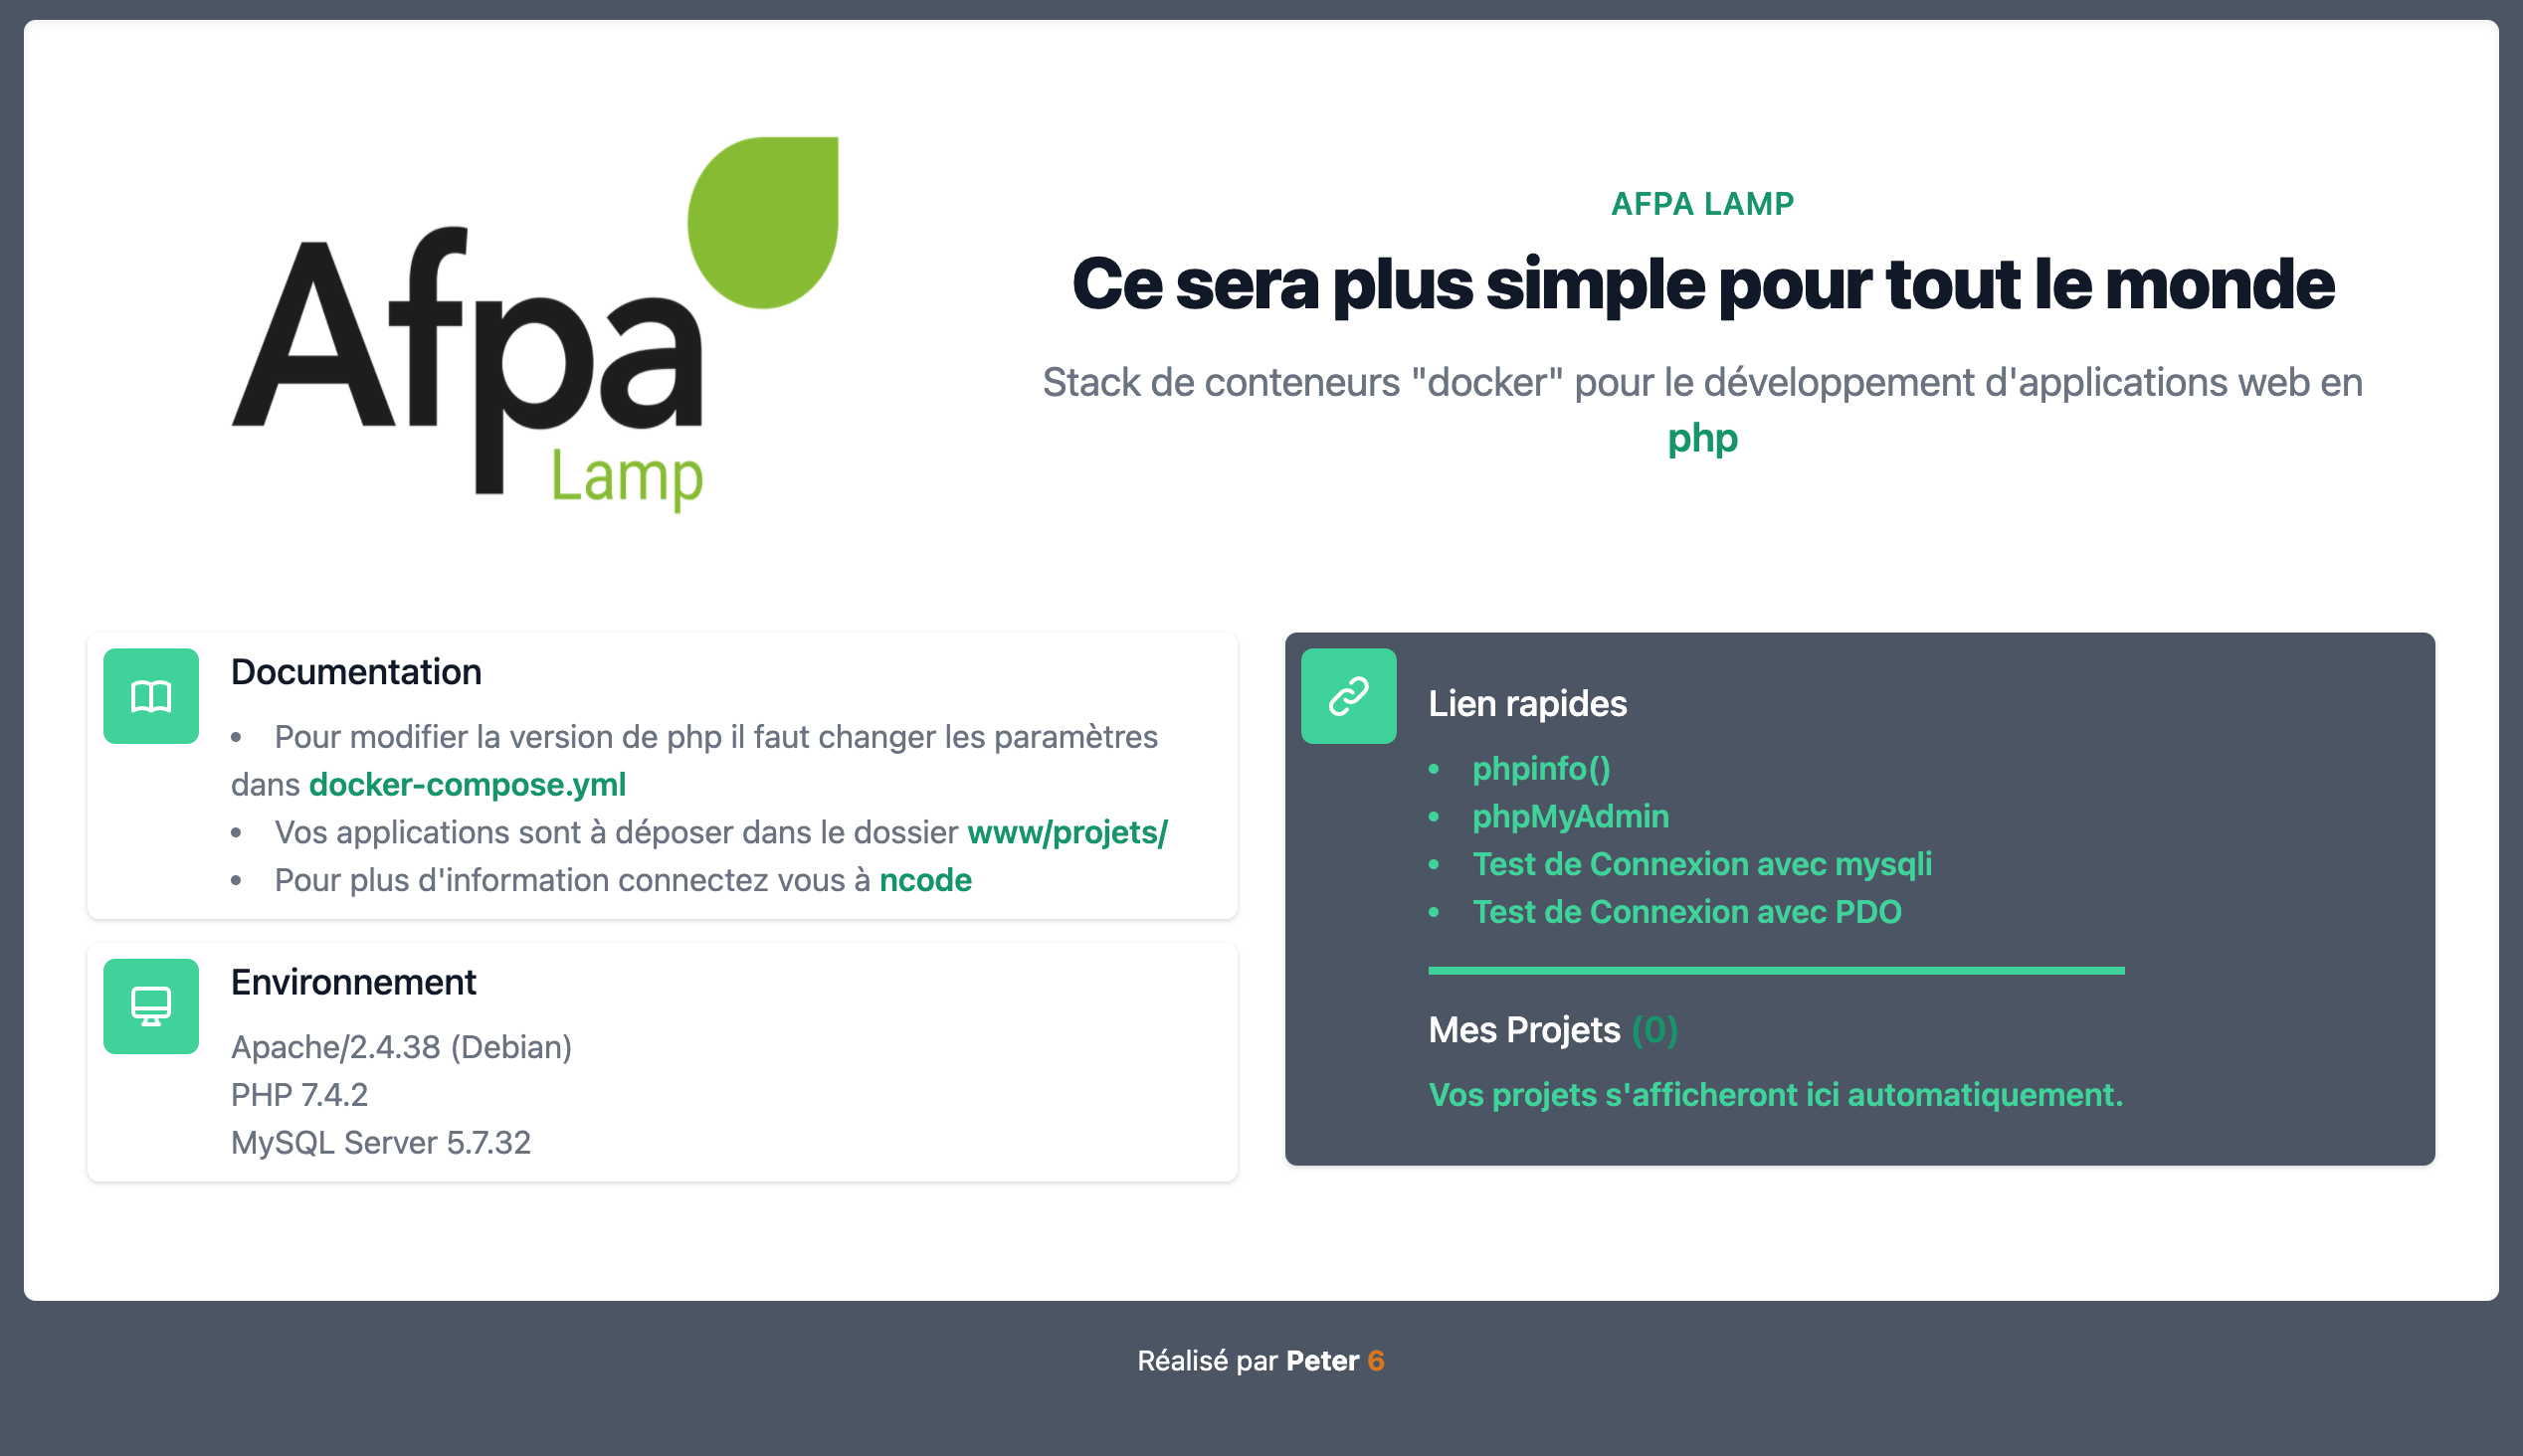 Afpa
Lamp
AFPA LAMP
Ce sera plus simple pour tout le monde
Stack de conteneurs "docker" pour le développement d'applications web en
php
Documentation
• Pour modifier la version de php il faut changer les paramètres
dans docker-compose.yml
• Vos applications sont à déposer dans le dossier www/projets/
• Pour plus d'information connectez vous à ncode
Environnement
Apache/2.4.38 (Debian)
PHP 7.4.2
MySQL Server 5.7.32
Lien rapides
• phpinfo()
• phpMyAdmin
• Test de Connexion avec mysqli
• Test de Connexion avec PDO
Mes Projets (0)
Vos projets s'afficheront ici automatiquement.
Réalisé par Peter 6